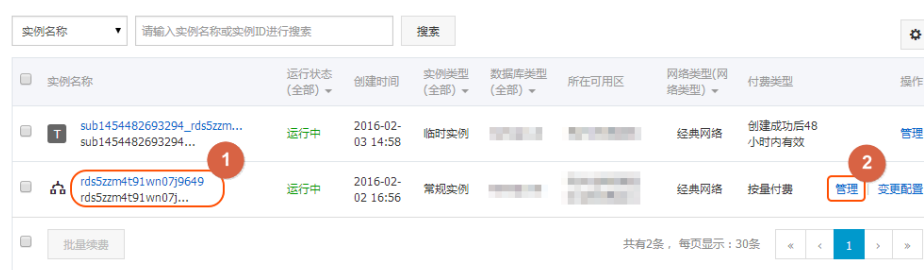 实例名称 请输入实例名称或实例ID进行搜索 搜索
实例名称 运行状态(全部) 创建时间 实例类型(全部) 数据库类型(全部) 所在可用区 网络类型(网络类型) 付费类型 操作
T sub1454482693294_rds5zzm... 运行中 2016-02-03 14:58 临时实例 经典网络 创建成功后48小时内有效 管理
sub1454482693294...
1
2
rds5zzm4t91wn07j9649 运行中 2016-02-02 16:56 常规实例 经典网络 按量付费 管理 变更配置
rds5zzm4t91wn07j...
批量续费 共有2条，每页显示：30条 « ‹ 1 › »